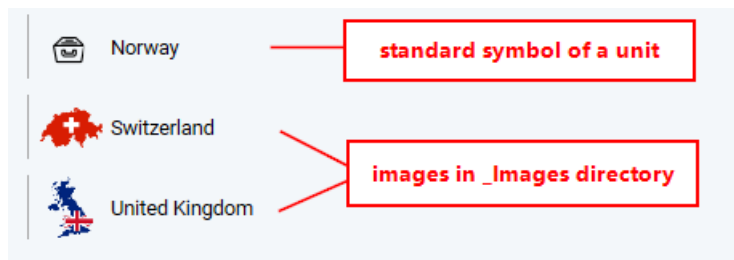 Norway
standard symbol of a unit
Switzerland
images in _Images directory
United Kingdom